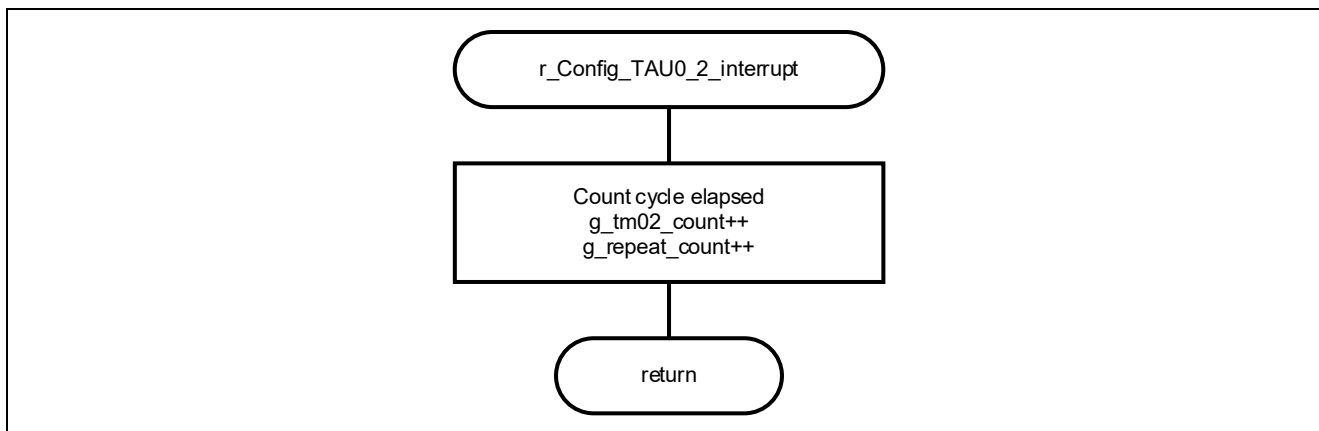 r_Config_TAU0_2_interrupt
Count cycle elapsed
g_tm02_count++
g_repeat_count++
return